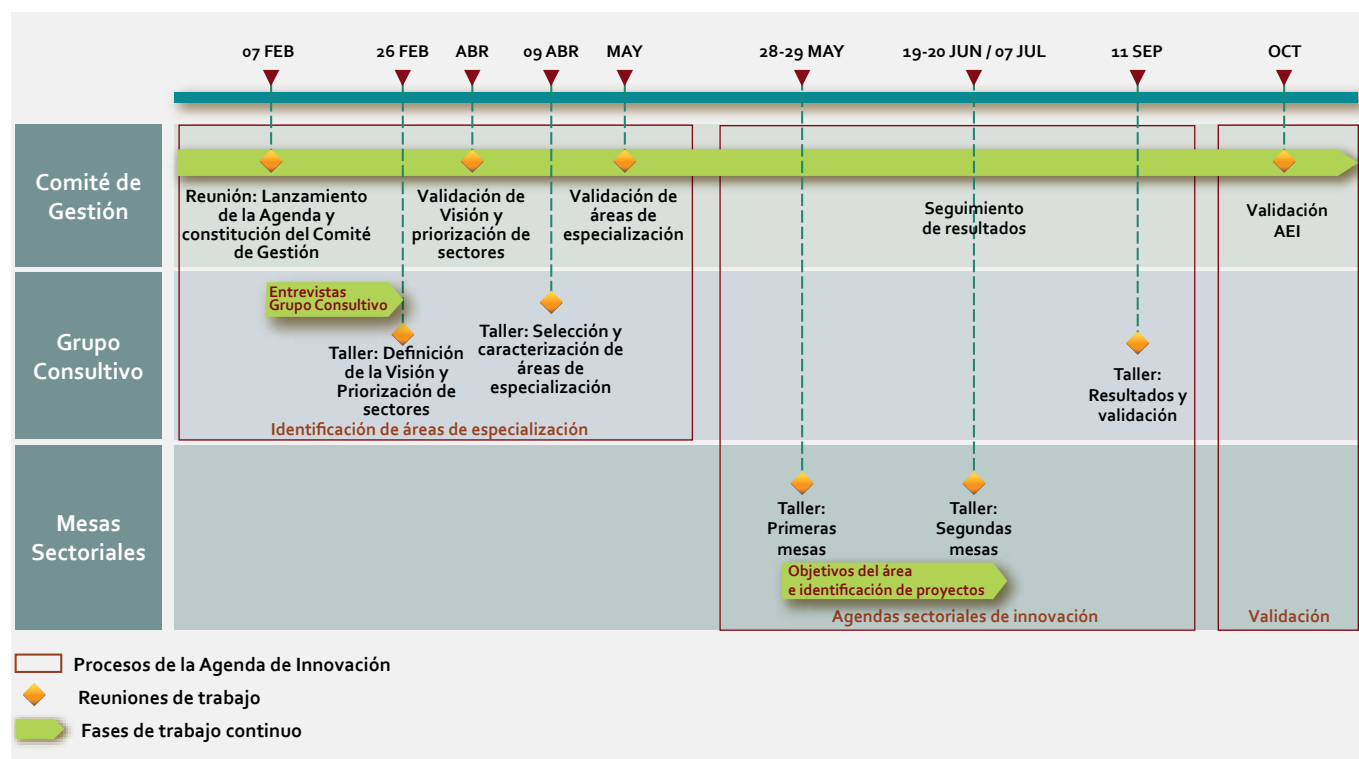 07 FEB
26 FEB
ABR
09 ABR
MAY
28-29 MAY
19-20 JUN / 07 JUL
11 SEP
OCT
Comité de
Gestión
Reunión: Lanzamiento
de la Agenda y
constitución del Comité
de Gestión
Validación de
Visión y
priorización de
sectores
Validación de
áreas de
especialización
Seguimiento
de resultados
Validación
AEI
Grupo
Consultivo
Entrevistas
Grupo Consultivo
Taller: Definición
de la Visión y
Priorización de
sectores
Taller: Selección y
caracterización de
áreas de
especialización
Taller:
Resultados y
validación
Identificación de áreas de especialización
Mesas
Sectoriales
Taller:
Primeras
mesas
Taller:
Segundas
mesas
Objetivos del área
e identificación de proyectos
Agendas sectoriales de innovación
Validación
Procesos de la Agenda de Innovación
Reuniones de trabajo
Fases de trabajo continuo